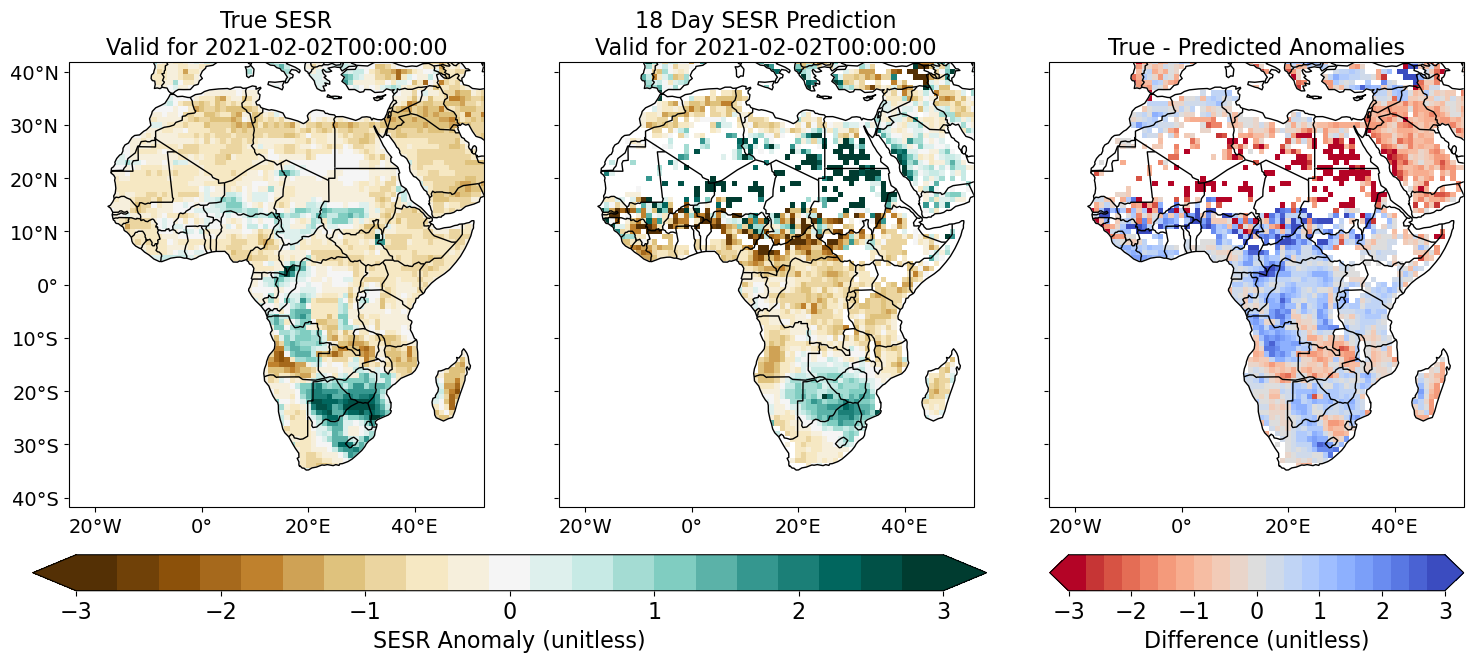 True SESR
Valid for 2021-02-02T00:00:00
18 Day SESR Prediction
Valid for 2021-02-02T00:00:00
True - Predicted Anomalies
40°N
30°N
20°N
10°N
0°
10°S
20°S
30°S
40°S
20°W 0° 20°E 40°E
20°W 0° 20°E 40°E
20°W 0° 20°E 40°E
−3 −2 −1 0 1 2 3
SESR Anomaly (unitless)
−3 −2 −1 0 1 2 3
Difference (unitless)